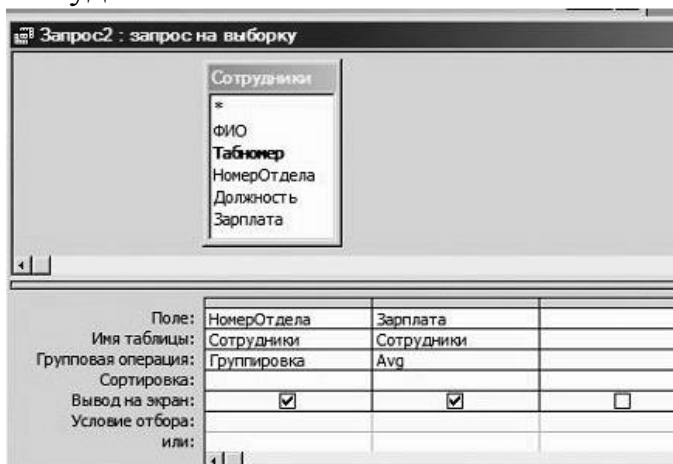 Запрос2 : запрос на выборку
Сотрудники
*
ФИО
Табномер
НомерОтдела
Должность
Зарплата
Поле: НомерОтдела Зарплата
Имя таблицы: Сотрудники Сотрудники
Групповая операция: Группировка Avg
Сортировка:
Вывод на экран:
Условие отбора:
или: